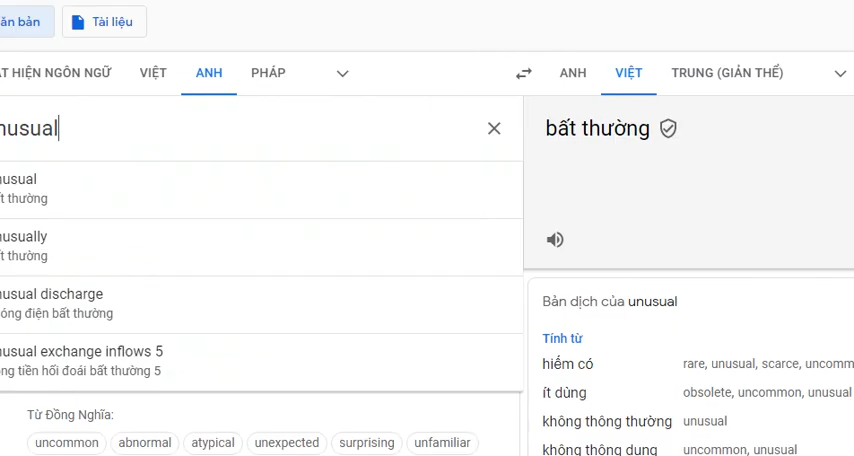 ăn bản
Tài liệu
ÁT HIỆN NGÔN NGỮ VIỆT ANH PHÁP
ANH VIỆT TRUNG (GIẢN THỂ)
nusual
bất thường
nusual
t thường
nusually
t thường
nusual discharge
óng điện bất thường
nusual exchange inflows 5
ng tiền hối đoái bất thường 5
Từ Đồng Nghĩa:
uncommon abnormal atypical unexpected surprising unfamiliar
Bản dịch của unusual
Tính từ
hiếm có rare, unusual, scarce, uncomm
ít dùng obsolete, uncommon, unusual
không thông thường unusual
không thông dụng uncommon, unusual